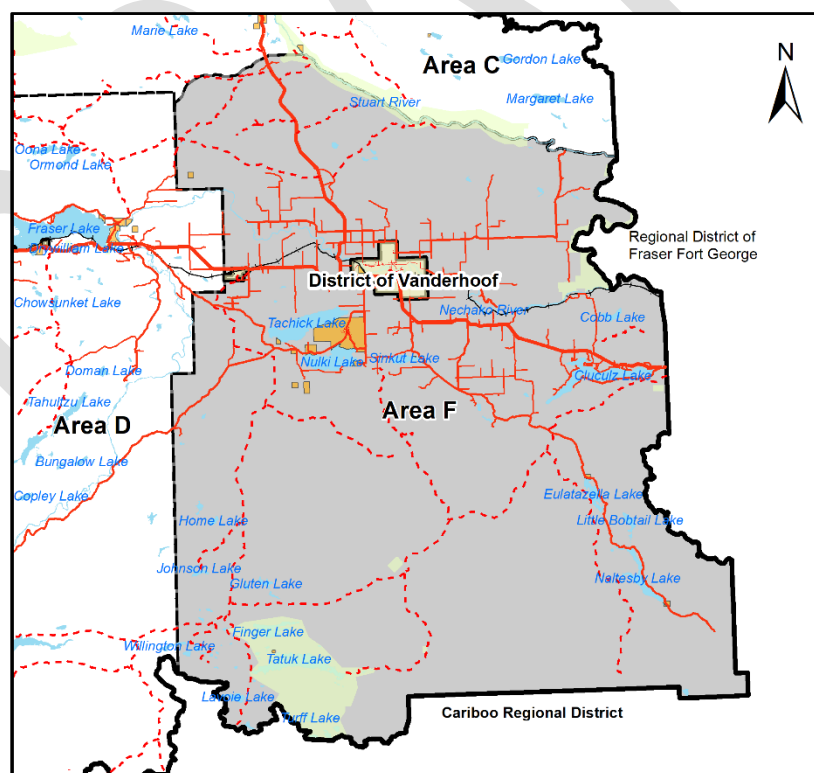 Marie Lake
Area C
Gordon Lake
N
Margaret Lake
Stuart River
Oona Lake
Ormond Lake
Fraser Lake
Regional District of
Fraser Fort George
District of Vanderhoof
Chowsunket Lake
Nechako River
Tachick Lake
Cobb Lake
Nulki Lake
Sinkut Lake
Doman Lake
Cluculz Lake
Tahultzu Lake
Area D
Area F
Bungalow Lake
Copley Lake
Eulatazella Lake
Home Lake
Little Bobtail Lake
Johnson Lake
Gluten Lake
Naltesby Lake
Finger Lake
Willington Lake
Tatuk Lake
Lavoie Lake
Turff Lake
Cariboo Regional District